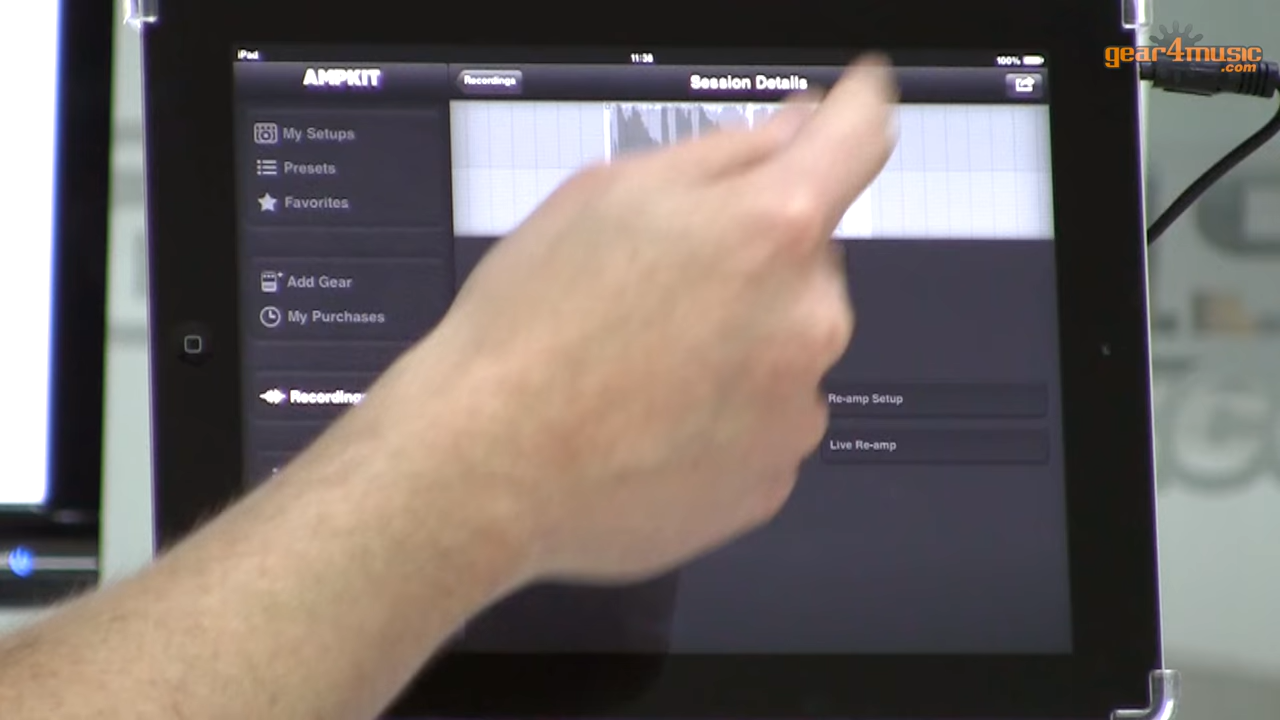 gear4music
.com
iPad
11:38
100%
AMPKIT
Recordings
Session Details
My Setups
Presets
Favorites
Add Gear
My Purchases
Recordings
Re-amp Setup
Live Re-amp